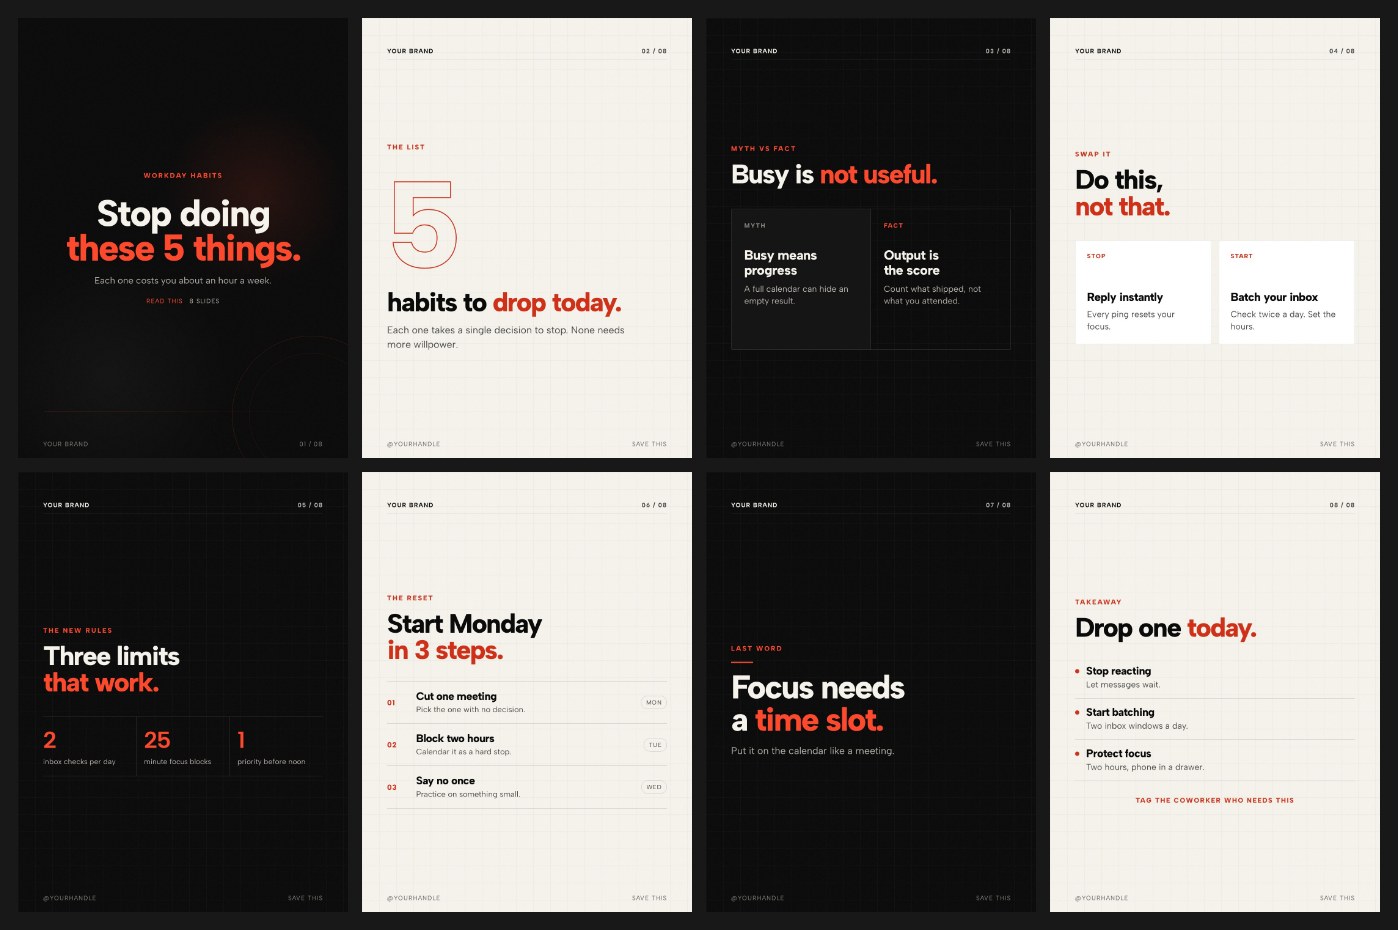 WORKDAY HABITS
Stop doing
these 5 things.
Each one costs you about an hour a week.
READ THIS 8 SLIDES
YOUR BRAND 01 / 08
YOUR BRAND 02 / 08
THE LIST
5
habits to drop today.
Each one takes a single decision to stop. None needs
more willpower.
@YOURHANDLE SAVE THIS
YOUR BRAND 03 / 08
MYTH VS FACT
Busy is not useful.
MYTH
Busy means
progress
A full calendar can hide an
empty result.
FACT
Output is
the score
Count what shipped, not
what you attended.
@YOURHANDLE SAVE THIS
YOUR BRAND 04 / 08
SWAP IT
Do this,
not that.
STOP
Reply instantly
Every ping resets your
focus.
START
Batch your inbox
Check twice a day. Set the
hours.
@YOURHANDLE SAVE THIS
YOUR BRAND 05 / 08
THE NEW RULES
Three limits
that work.
2
inbox checks per day
25
minute focus blocks
1
priority before noon
@YOURHANDLE SAVE THIS
YOUR BRAND 06 / 08
THE RESET
Start Monday
in 3 steps.
01 Cut one meeting MON
Pick the one with no decision.
02 Block two hours TUE
Calendar it as a hard stop.
03 Say no once WED
Practice on something small.
@YOURHANDLE SAVE THIS
YOUR BRAND 07 / 08
LAST WORD
Focus needs
a time slot.
Put it on the calendar like a meeting.
@YOURHANDLE SAVE THIS
YOUR BRAND 08 / 08
TAKEAWAY
Drop one today.
Stop reacting
Let messages wait.
Start batching
Two inbox windows a day.
Protect focus
Two hours, phone in a drawer.
TAG THE COWORKER WHO NEEDS THIS
@YOURHANDLE SAVE THIS